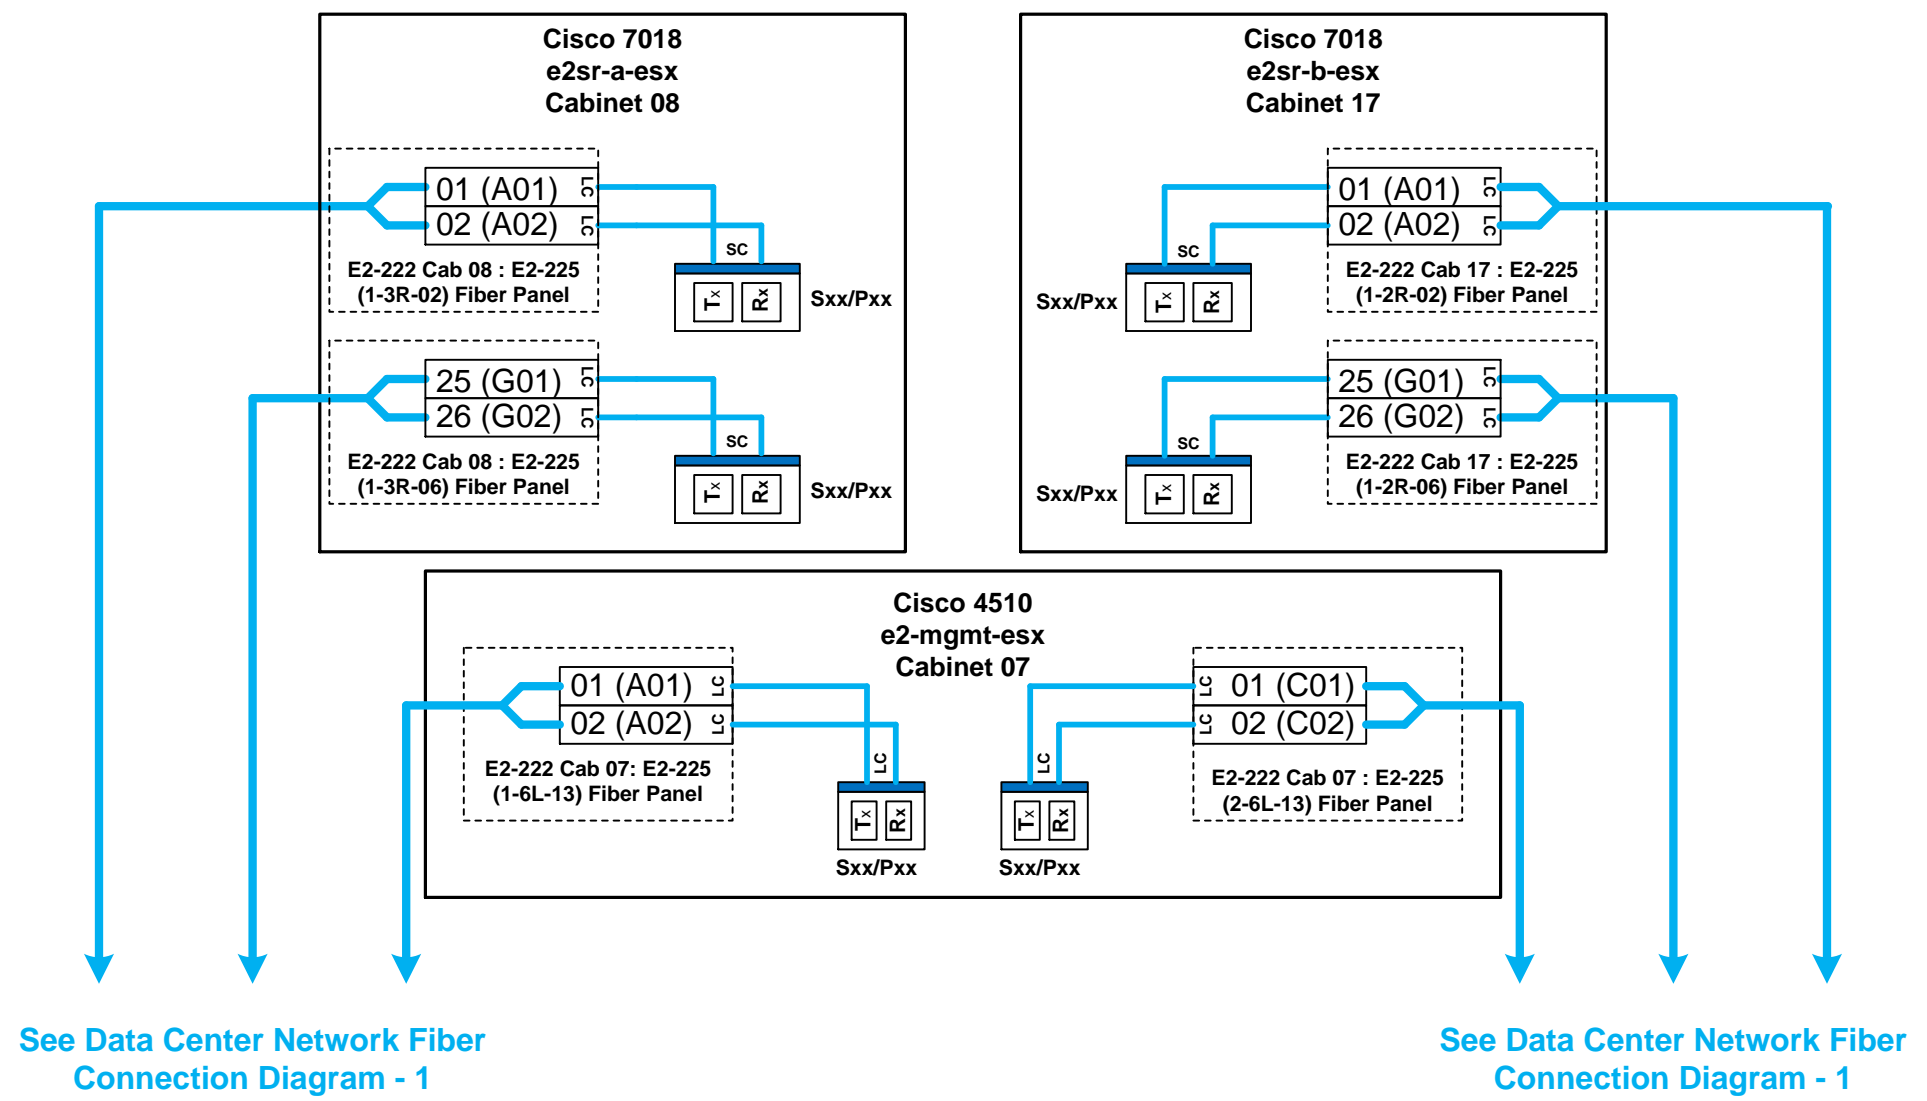 Cisco 7018
e2sr-a-esx
Cabinet 08
01 (A01) LC
02 (A02) LC
E2-222 Cab 08 : E2-225
(1-3R-02) Fiber Panel
SC
Tx Rx
Sxx/Pxx
25 (G01) LC
26 (G02) LC
E2-222 Cab 08 : E2-225
(1-3R-06) Fiber Panel
SC
Tx Rx
Sxx/Pxx
Cisco 7018
e2sr-b-esx
Cabinet 17
01 (A01) LC
02 (A02) LC
E2-222 Cab 17 : E2-225
(1-2R-02) Fiber Panel
SC
Tx Rx
Sxx/Pxx
25 (G01) LC
26 (G02) LC
E2-222 Cab 17 : E2-225
(1-2R-06) Fiber Panel
SC
Tx Rx
Sxx/Pxx
Cisco 4510
e2-mgmt-esx
Cabinet 07
01 (A01) LC
02 (A02) LC
E2-222 Cab 07: E2-225
(1-6L-13) Fiber Panel
LC
Tx Rx
Sxx/Pxx
LC 01 (C01)
LC 02 (C02)
E2-222 Cab 07 : E2-225
(2-6L-13) Fiber Panel
LC
Tx Rx
Sxx/Pxx
See Data Center Network Fiber
Connection Diagram - 1
See Data Center Network Fiber
Connection Diagram - 1